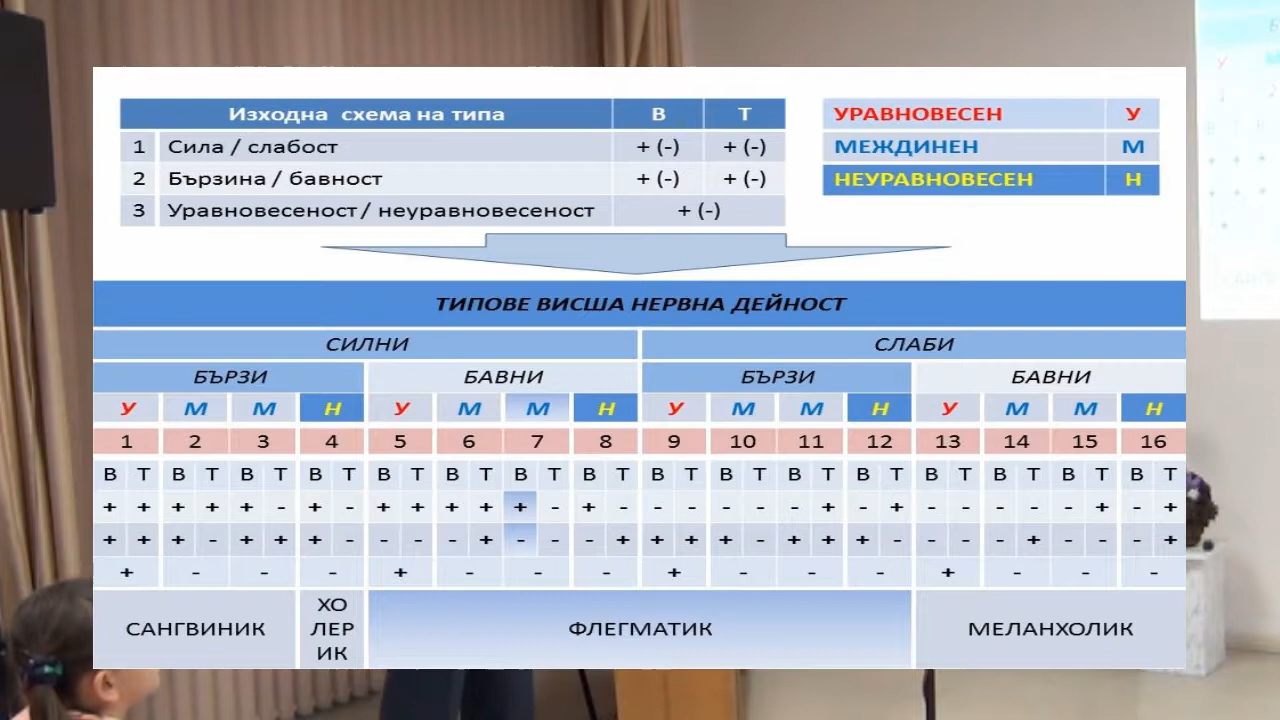 Изходна схема на типа В Т
1 Сила / слабост + (-) + (-)
2 Бързина / бавност + (-) + (-)
3 Уравновесеност / неуравновесеност + (-)
УРАВНОВЕСЕН У
МЕЖДИНЕН М
НЕУРАВНОВЕСЕН Н
ТИПОВЕ ВИСША НЕРВНА ДЕЙНОСТ
СИЛНИ СЛАБИ
БЪРЗИ БАВНИ БЪРЗИ БАВНИ
У М М Н У М М Н У М М Н У М М Н
1 2 3 4 5 6 7 8 9 10 11 12 13 14 15 16
В Т В Т В Т В Т В Т В Т В Т В Т В Т В Т В Т В Т В Т В Т В Т В Т
+ + + + + - + - + + + + + - + - - - - - - + - + - - - - - + - +
+ + + - + + + - - - - + - - - + + + + - + + + - - - + - - - - +
+ - - - + - - - + - - - + - - -
САНГВИНИК ХО
ЛЕР
ИК ФЛЕГМАТИК МЕЛАНХОЛИК